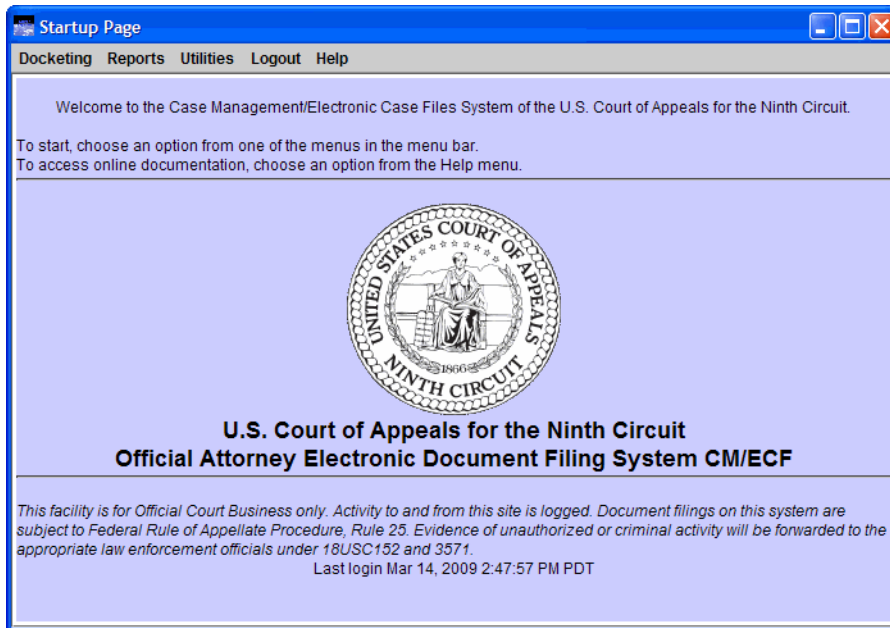 Startup Page
Docketing Reports Utilities Logout Help
Welcome to the Case Management/Electronic Case Files System of the U.S. Court of Appeals for the Ninth Circuit.
To start, choose an option from one of the menus in the menu bar.
To access online documentation, choose an option from the Help menu.
UNITED STATES COURT OF APPEALS
1866
NINTH CIRCUIT
U.S. Court of Appeals for the Ninth Circuit
Official Attorney Electronic Document Filing System CM/ECF
This facility is for Official Court Business only. Activity to and from this site is logged. Document filings on this system are
subject to Federal Rule of Appellate Procedure, Rule 25. Evidence of unauthorized or criminal activity will be forwarded to the
appropriate law enforcement officials under 18USC152 and 3571.
Last login Mar 14, 2009 2:47:57 PM PDT